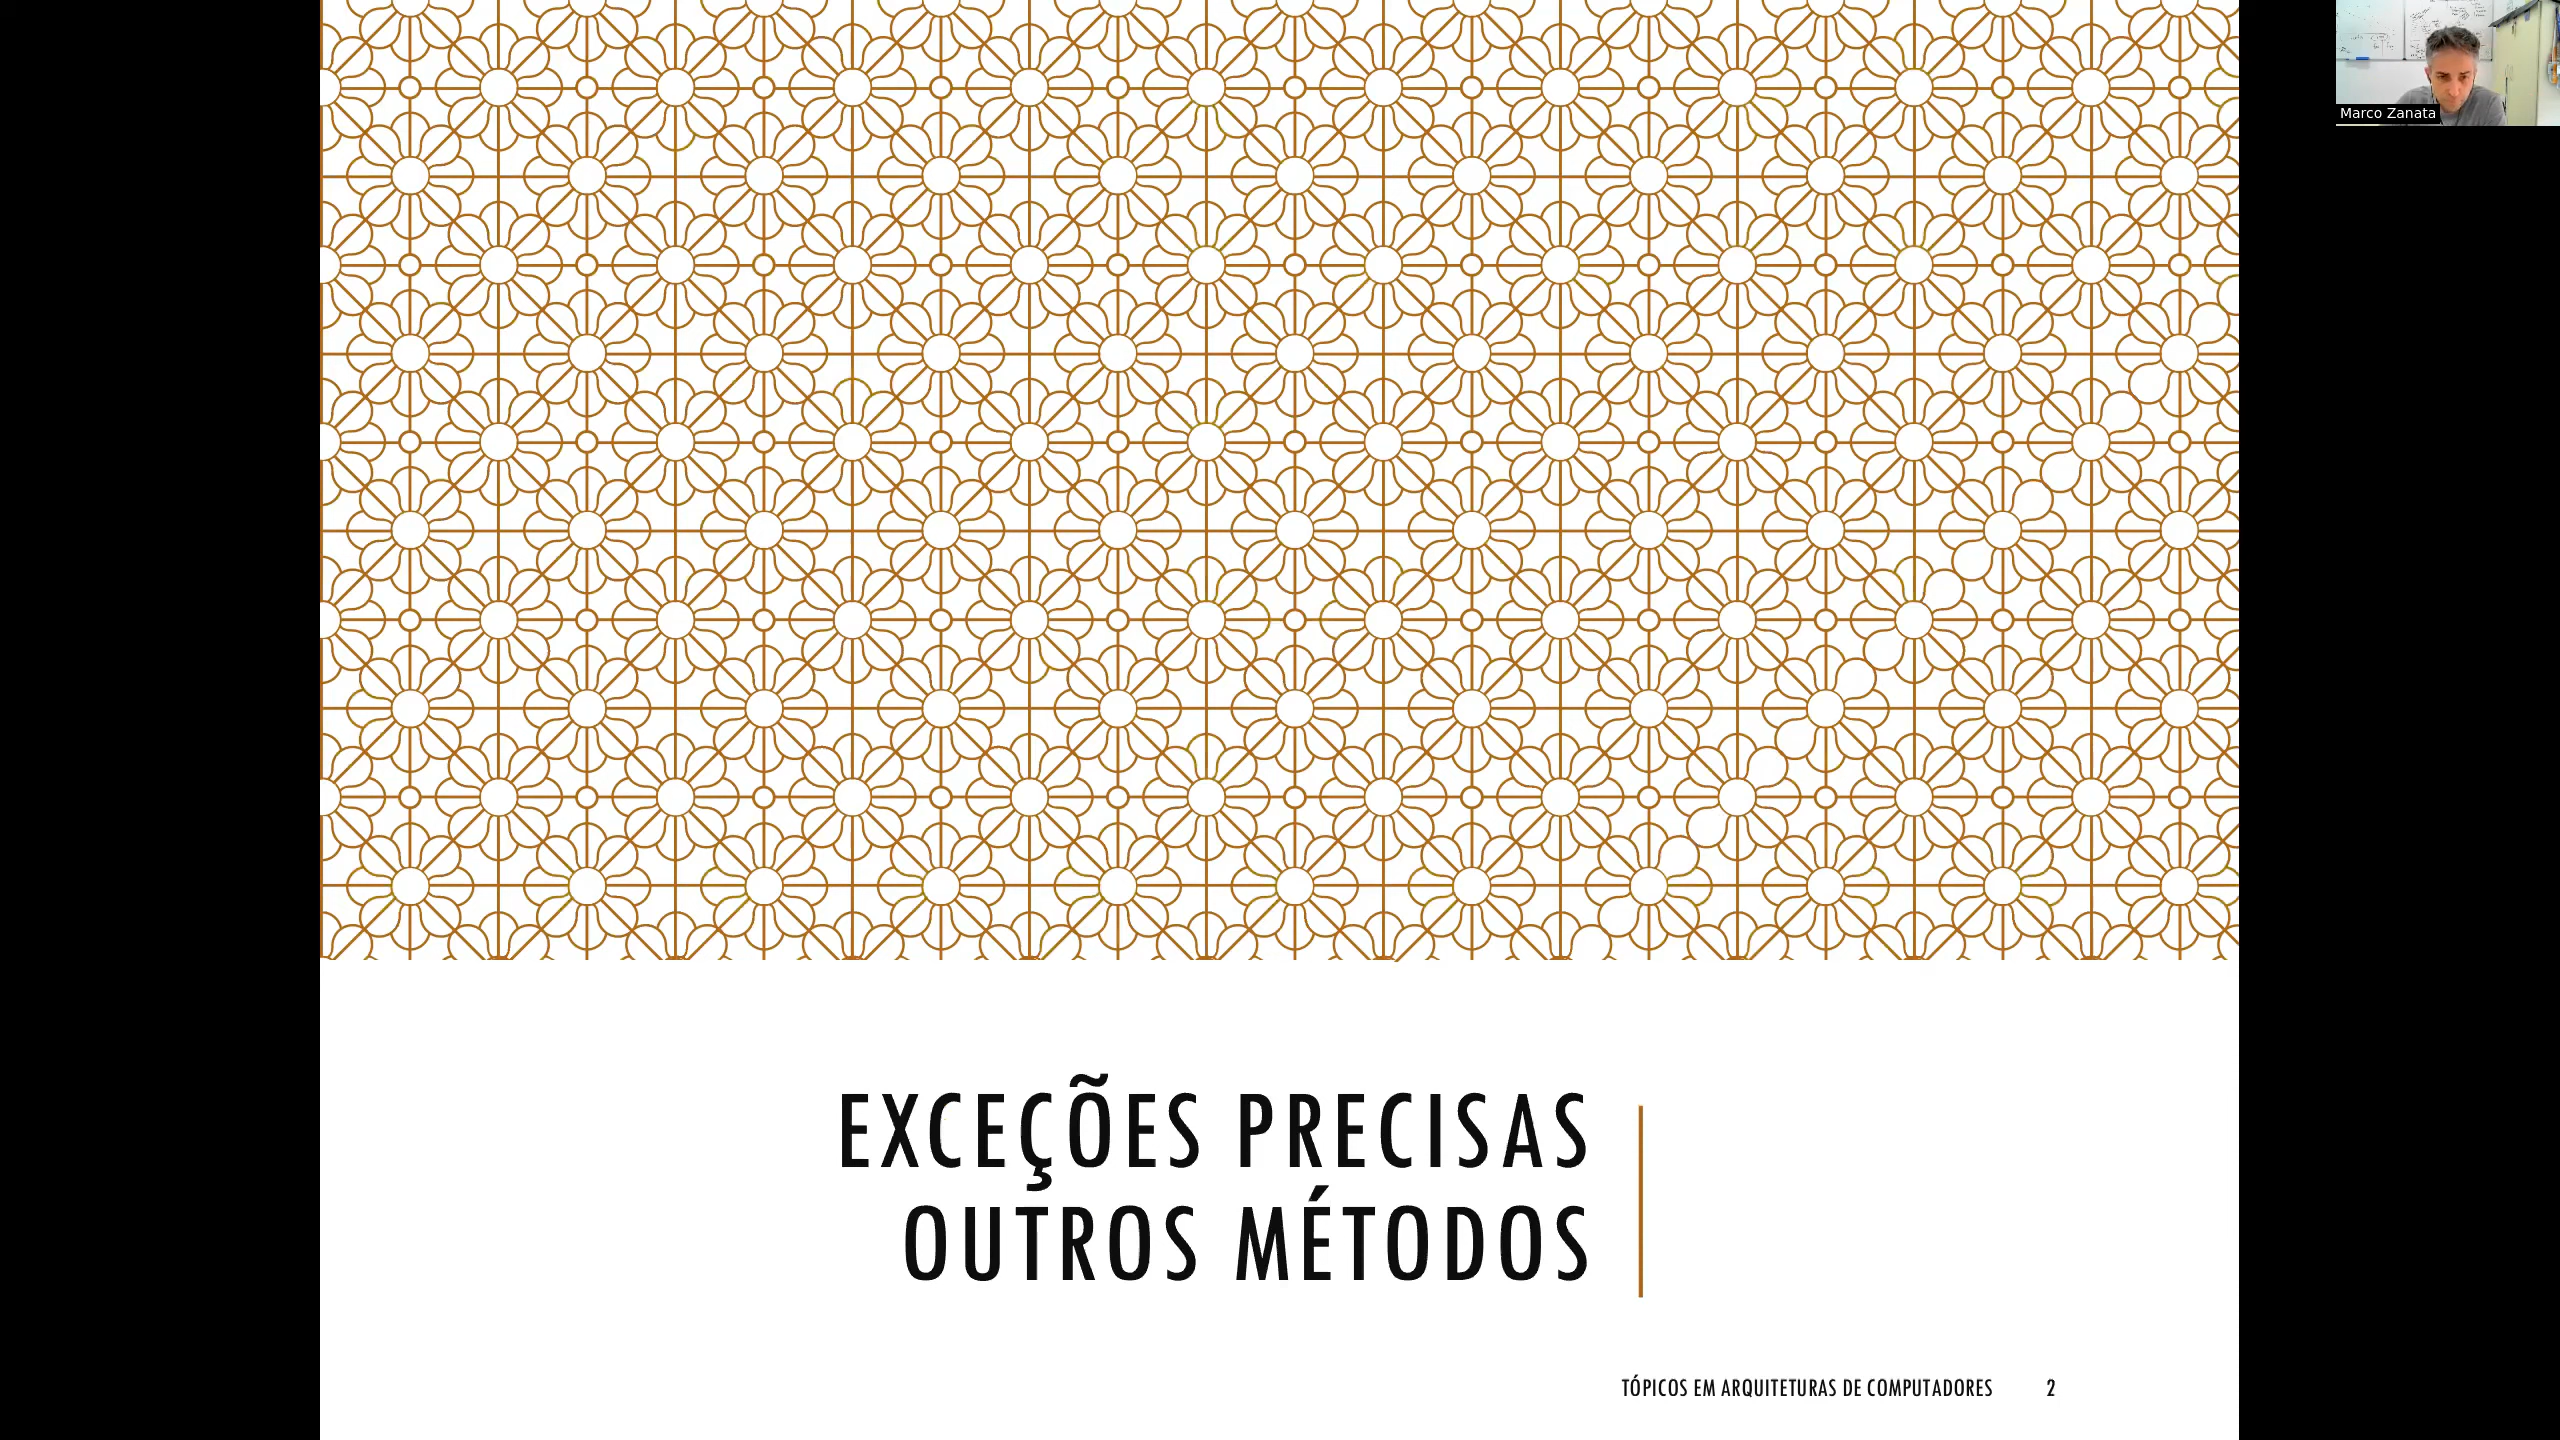 Marco Zanata
EXCEÇÕES PRECISAS
OUTROS MÉTODOS
TÓPICOS EM ARQUITETURAS DE COMPUTADORES 2